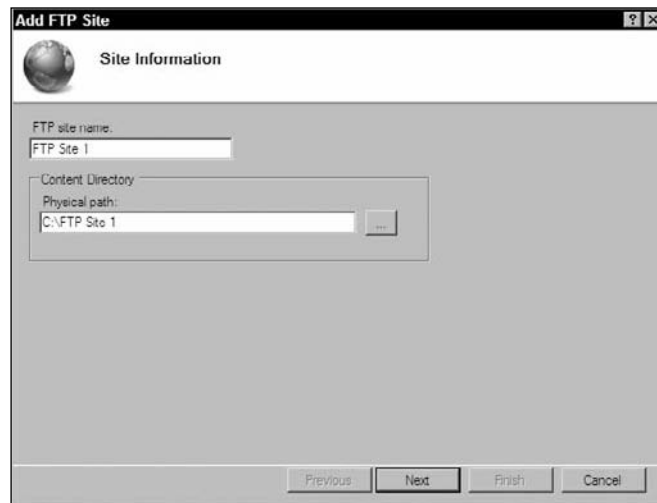 Add FTP Site
? X
Site Information
FTP site name:
FTP Site 1
Content Directory
Physical path:
C:\FTP Site 1
...
Previous Next Finish Cancel